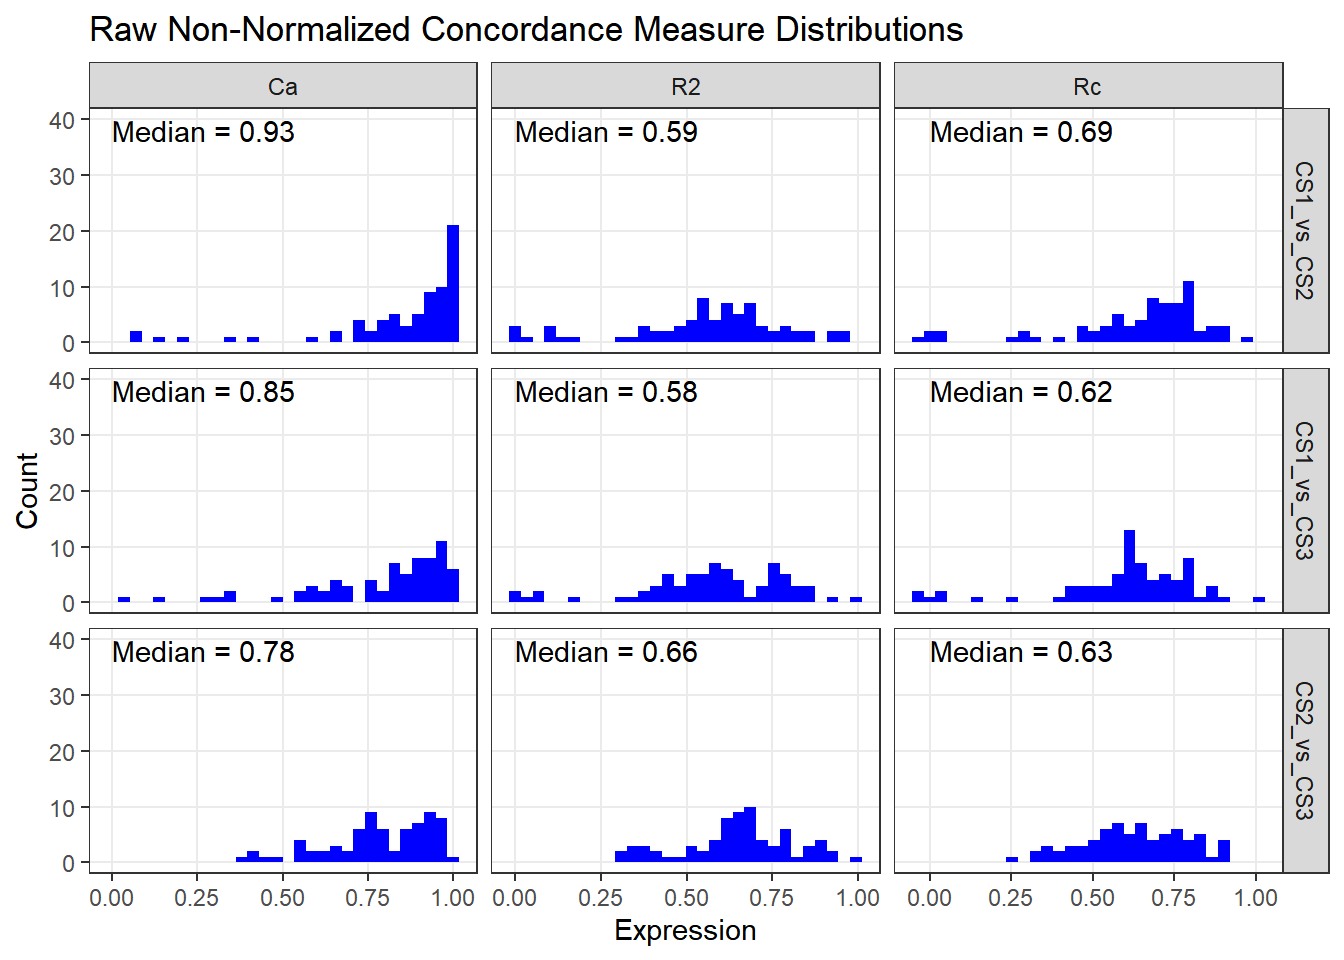 Raw Non-Normalized Concordance Measure Distributions
Ca R2 Rc
40 Median = 0.93 Median = 0.59 Median = 0.69
30
20
10
0
CS1_vs_CS2
40 Median = 0.85 Median = 0.58 Median = 0.62
30
20
10
0
CS1_vs_CS3
Count
40 Median = 0.78 Median = 0.66 Median = 0.63
30
20
10
0
CS2_vs_CS3
0.00 0.25 0.50 0.75 1.00 0.00 0.25 0.50 0.75 1.00 0.00 0.25 0.50 0.75 1.00
Expression